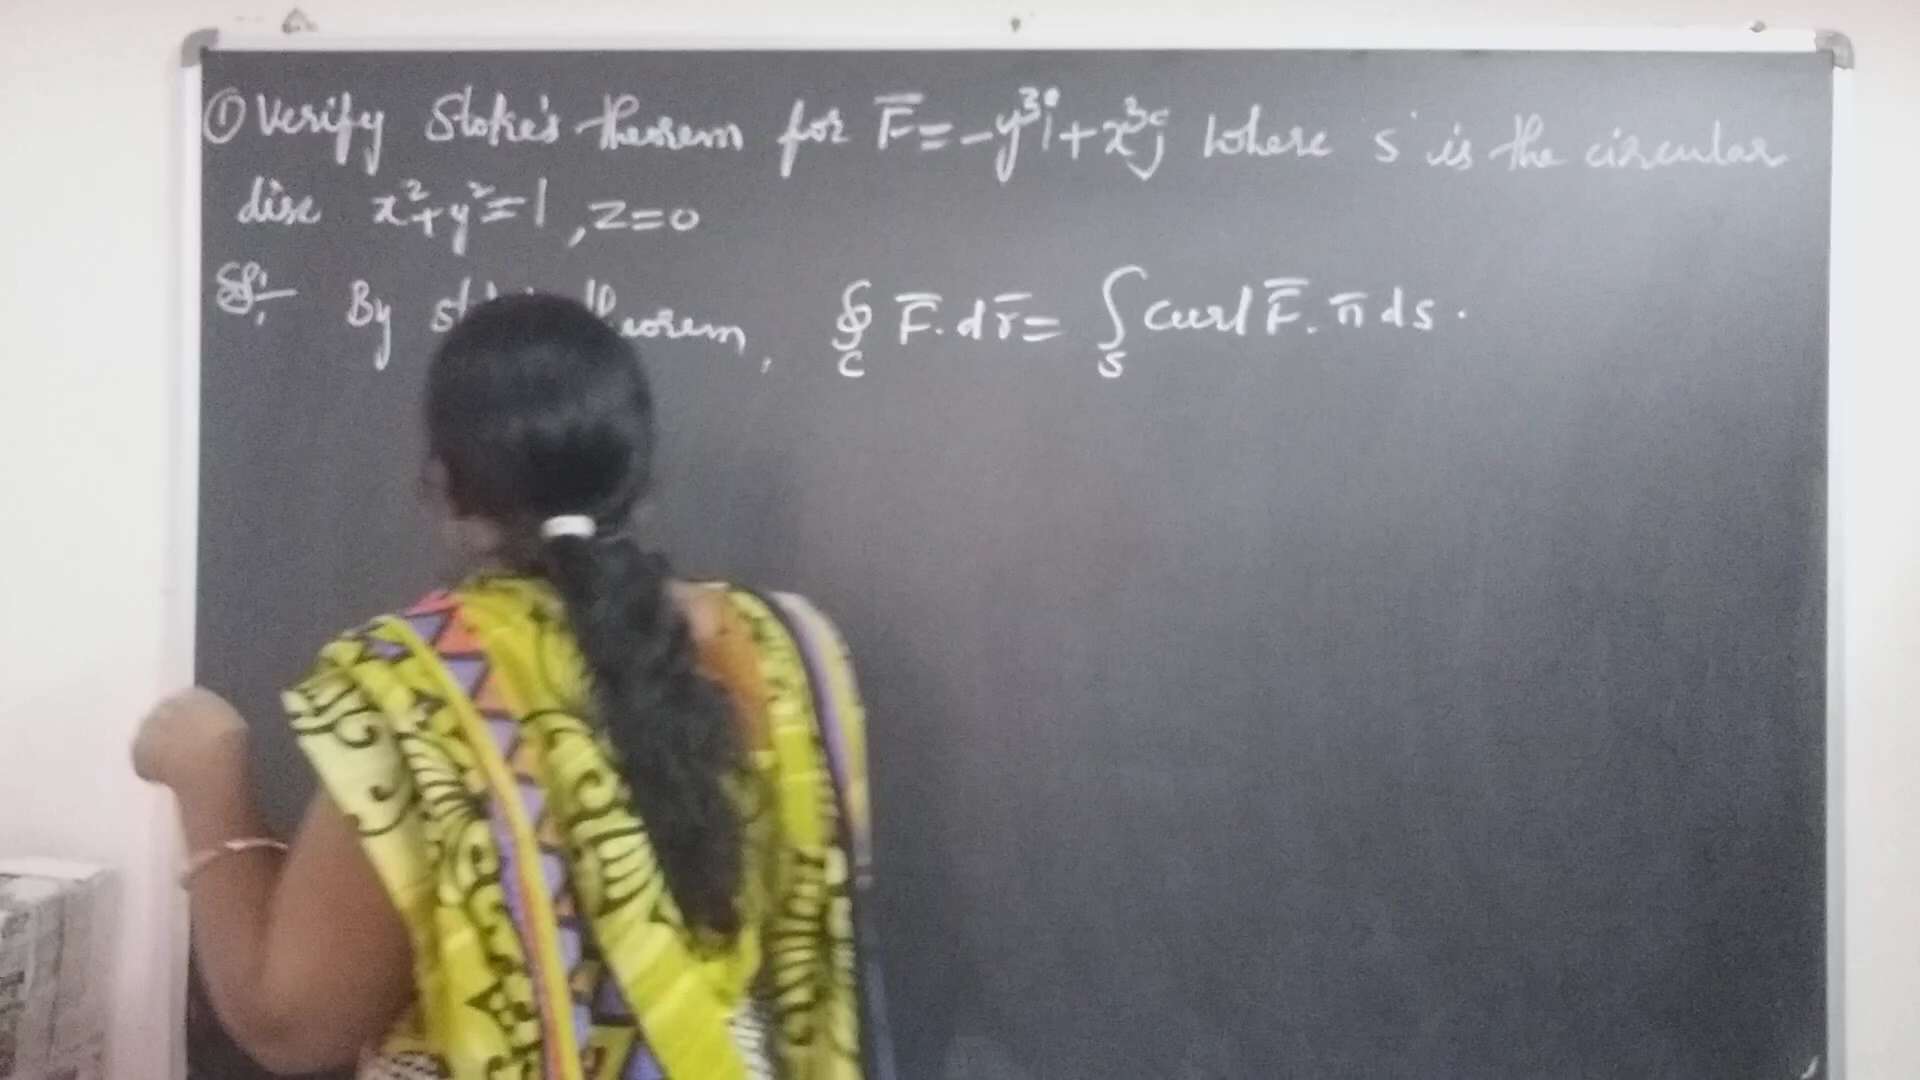 ① Verify Stoke's theorem for F̅ = -y³i + x³j where s is the circular
disc x²+y²=1, z=0
Sol:- By theorem, ∮_C F̅.dr̅ = ∫_S curl F̅. n̅ ds.